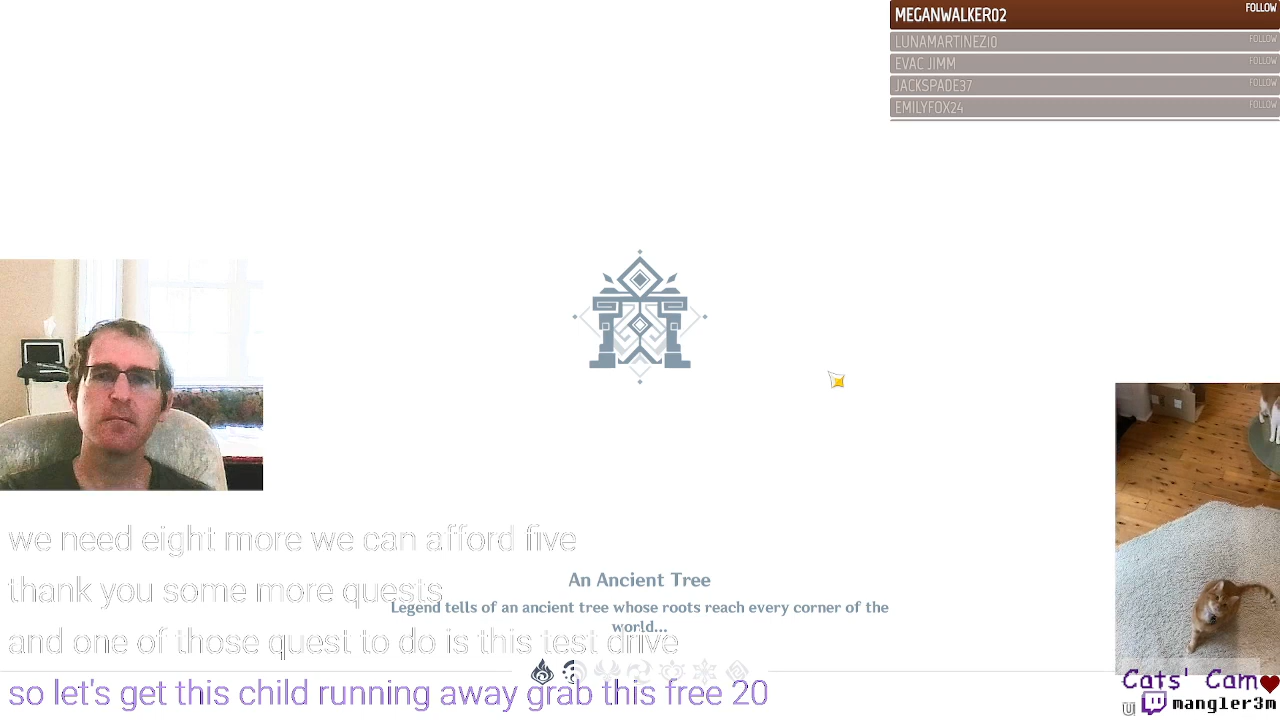 MEGANWALKER02 FOLLOW
LUNAMARTINEZ10 FOLLOW
EVAC JIMM FOLLOW
JACKSPADE37 FOLLOW
EMILYFOX24 FOLLOW
we need eight more we can afford five
thank you some more quests
and one of those quest to do is this test drive
so let's get this child running away grab this free 20
An Ancient Tree
Legend tells of an ancient tree whose roots reach every corner of the
world...
Cats' Cam
mangler3m